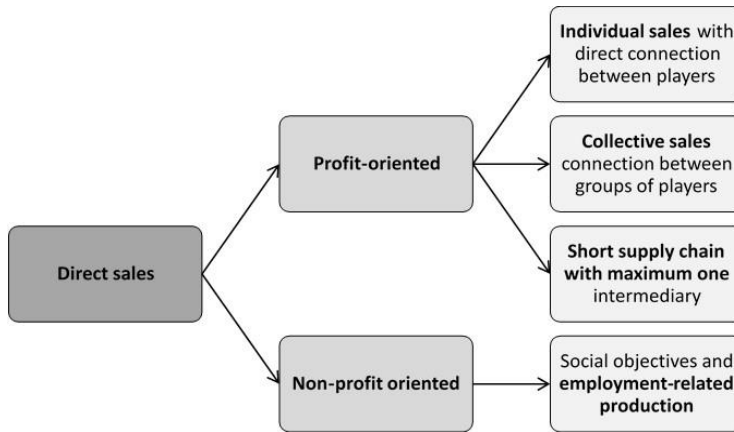 Individual sales with
direct connection
between players
Profit-oriented
Collective sales
connection between
groups of players
Direct sales
Short supply chain
with maximum one
intermediary
Non-profit oriented
Social objectives and
employment-related
production